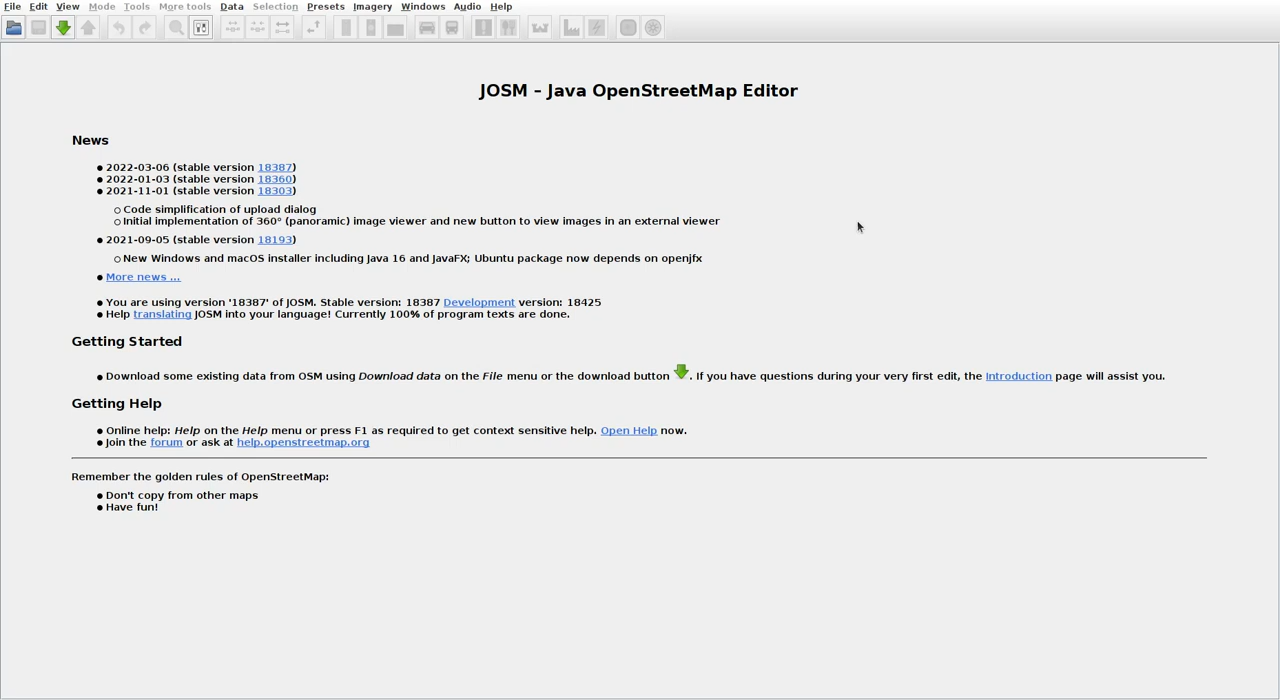 File Edit View Mode Tools More tools Data Selection Presets Imagery Windows Audio Help
JOSM – Java OpenStreetMap Editor
News
● 2022-03-06 (stable version 18387)
● 2022-01-03 (stable version 18360)
● 2021-11-01 (stable version 18303)
○ Code simplification of upload dialog
○ Initial implementation of 360° (panoramic) image viewer and new button to view images in an external viewer
● 2021-09-05 (stable version 18193)
○ New Windows and macOS installer including Java 16 and JavaFX; Ubuntu package now depends on openjfx
● More news ...
● You are using version '18387' of JOSM. Stable version: 18387 Development version: 18425
● Help translating JOSM into your language! Currently 100% of program texts are done.
Getting Started
● Download some existing data from OSM using Download data on the File menu or the download button . If you have questions during your very first edit, the Introduction page will assist you.
Getting Help
● Online help: Help on the Help menu or press F1 as required to get context sensitive help. Open Help now.
● Join the forum or ask at help.openstreetmap.org
Remember the golden rules of OpenStreetMap:
● Don't copy from other maps
● Have fun!